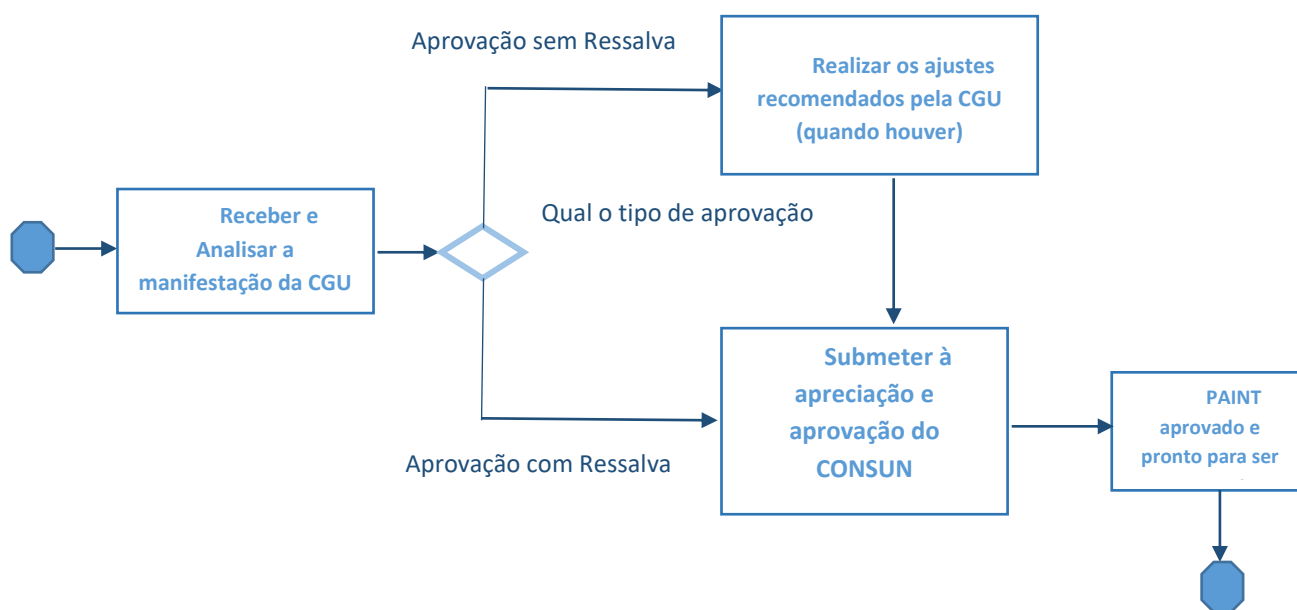 Aprovação sem Ressalva
Realizar os ajustes
recomendados pela CGU
(quando houver)
Receber e
Analisar a
manifestação da CGU
Qual o tipo de aprovação
Submeter à
apreciação e
aprovação do
CONSUN
Aprovação com Ressalva
PAINT
aprovado e
pronto para ser